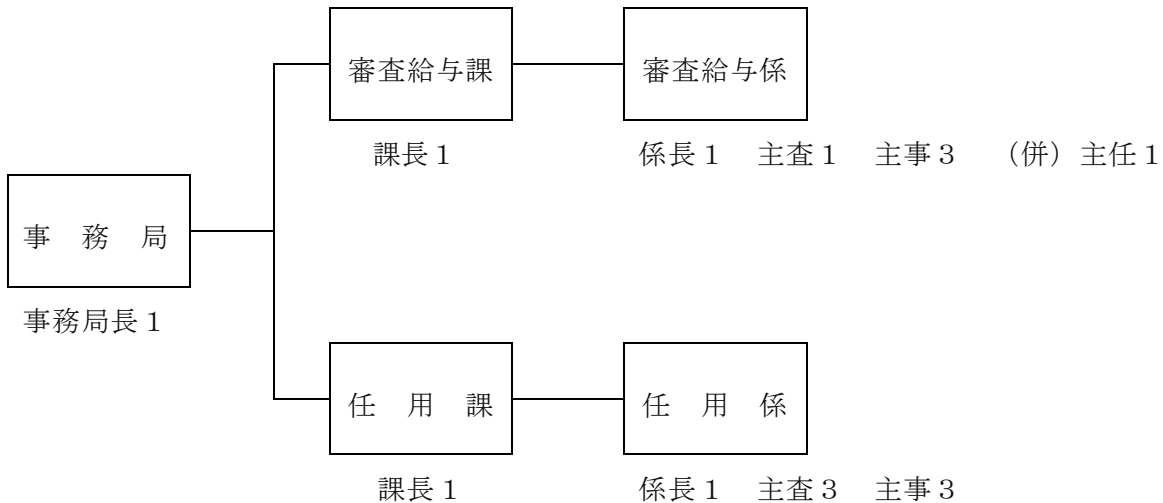 審査給与課
審査給与係
課長１
係長１　主査１　主事３　（併）主任１
事　務　局
事務局長１
任　用　課
任　用　係
課長１
係長１　主査３　主事３